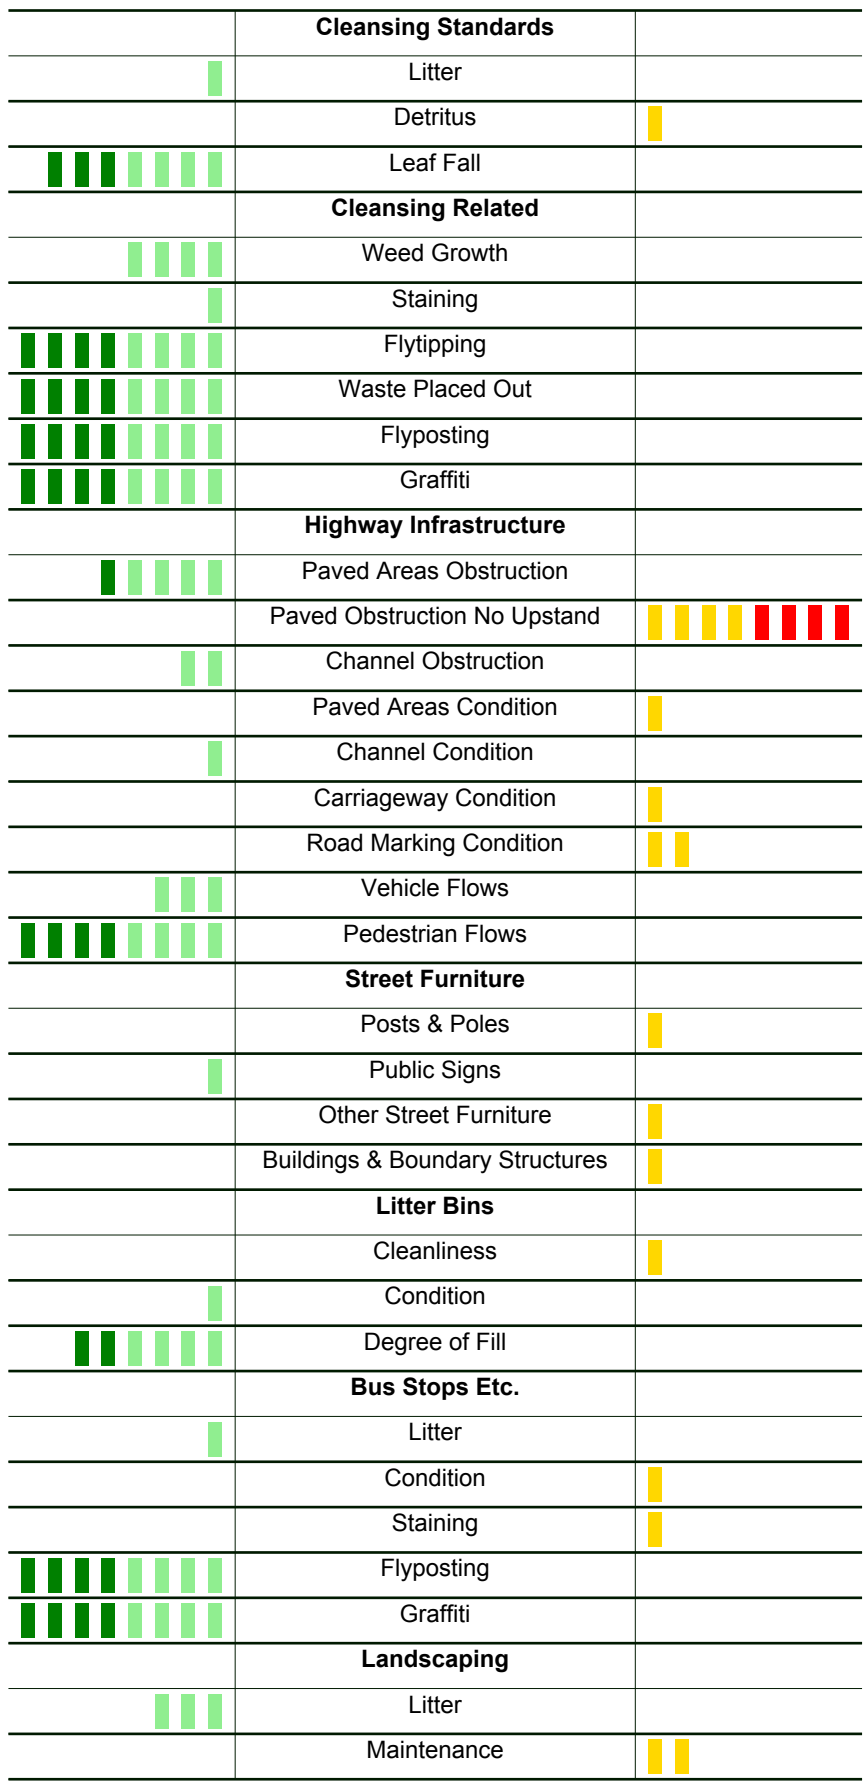 Cleansing Standards
Litter
Detritus
Leaf Fall
Cleansing Related
Weed Growth
Staining
Flytipping
Waste Placed Out
Flyposting
Graffiti
Highway Infrastructure
Paved Areas Obstruction
Paved Obstruction No Upstand
Channel Obstruction
Paved Areas Condition
Channel Condition
Carriageway Condition
Road Marking Condition
Vehicle Flows
Pedestrian Flows
Street Furniture
Posts & Poles
Public Signs
Other Street Furniture
Buildings & Boundary Structures
Litter Bins
Cleanliness
Condition
Degree of Fill
Bus Stops Etc.
Litter
Condition
Staining
Flyposting
Graffiti
Landscaping
Litter
Maintenance